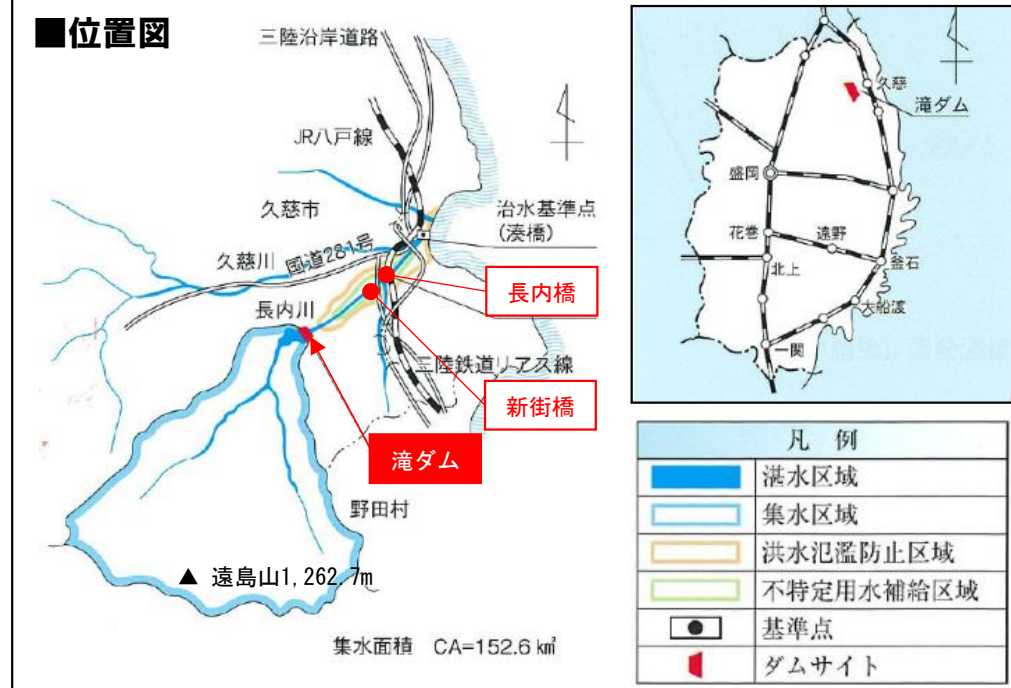 ■位置図
三陸沿岸道路
JR八戸線
久慈市
治水基準点
(湊橋)
久慈川
国道281号
長内橋
長内川
三陸鉄道リアス線
新街橋
滝ダム
野田村
▲ 遠島山1,262.7m
集水面積 CA=152.6㎢
久慈
滝ダム
盛岡
花巻
遠野
釜石
北上
大船渡
一関
凡 例
湛水区域
集水区域
洪水氾濫防止区域
不特定用水補給区域
基準点
ダムサイト